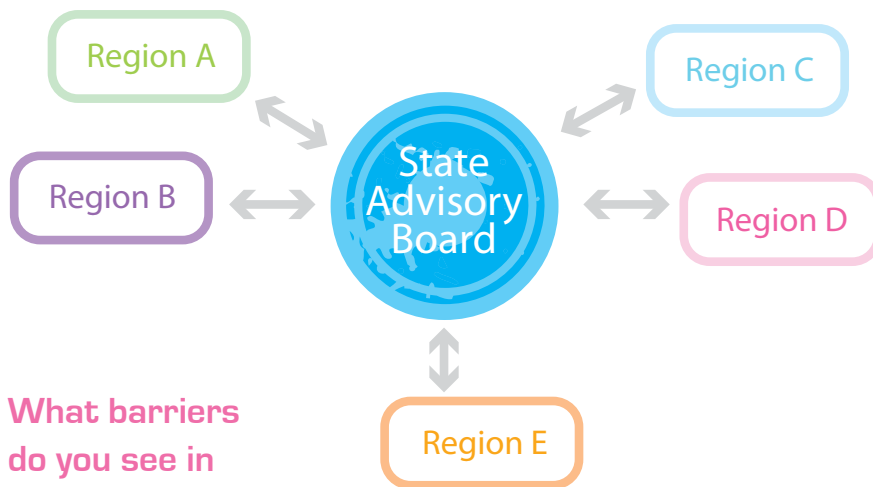 Region A
Region C
State
Advisory
Board
Region B
Region D
Region E
What barriers
do you see in